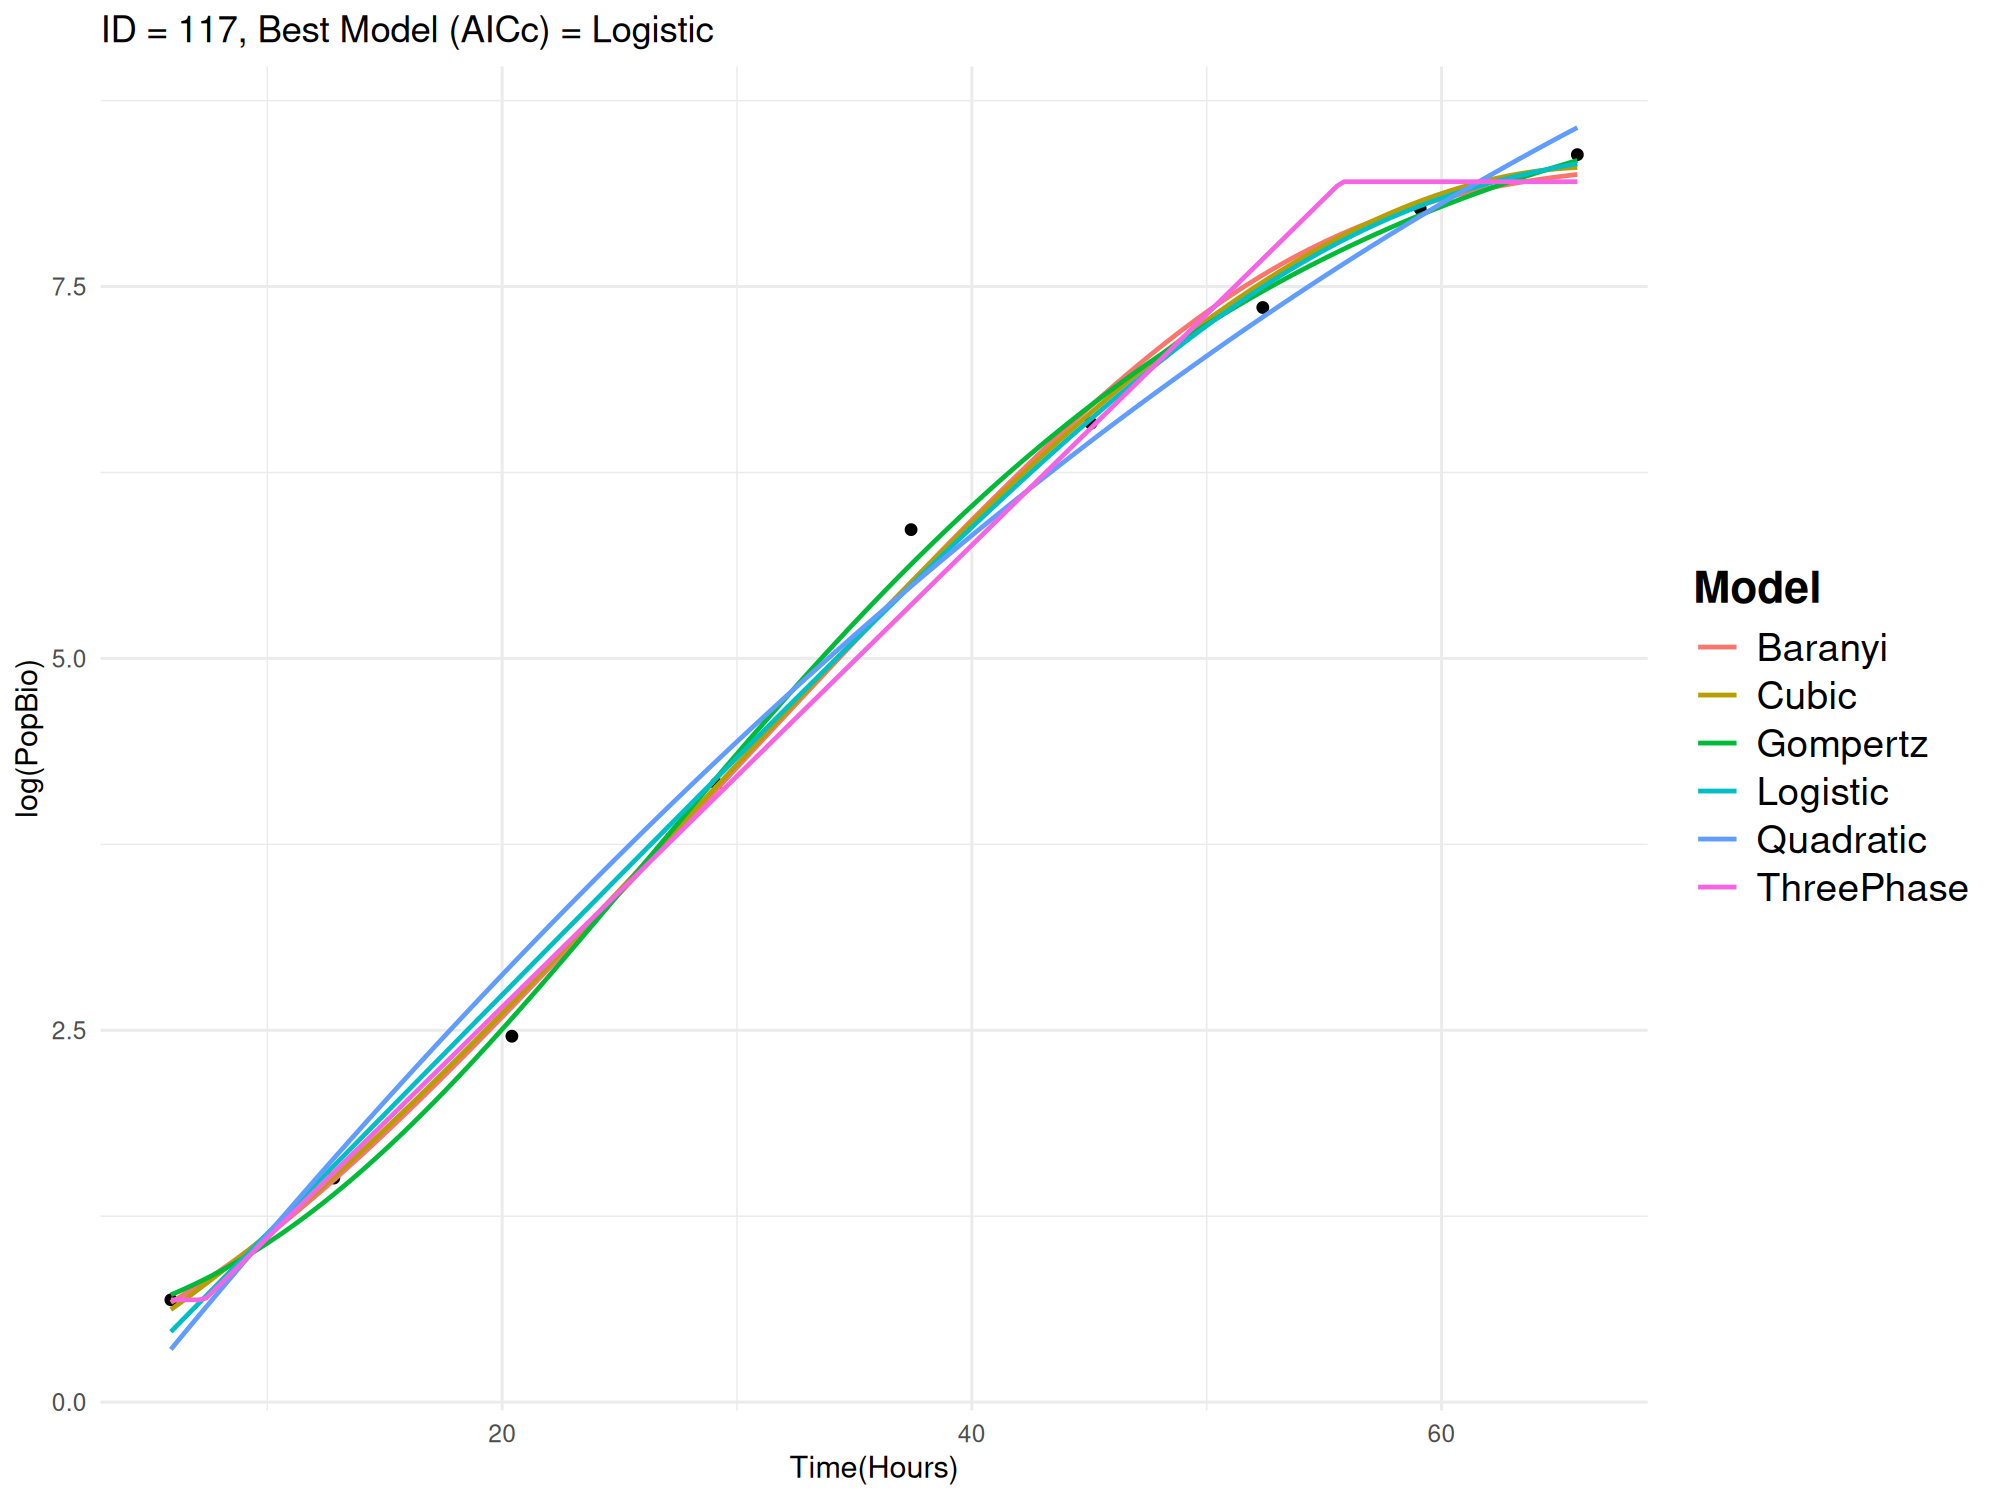 ID = 117, Best Model (AICc) = Logistic
7.5
5.0
2.5
0.0
log(PopBio)
20 40 60
Time(Hours)
Model
Baranyi
Cubic
Gompertz
Logistic
Quadratic
ThreePhase